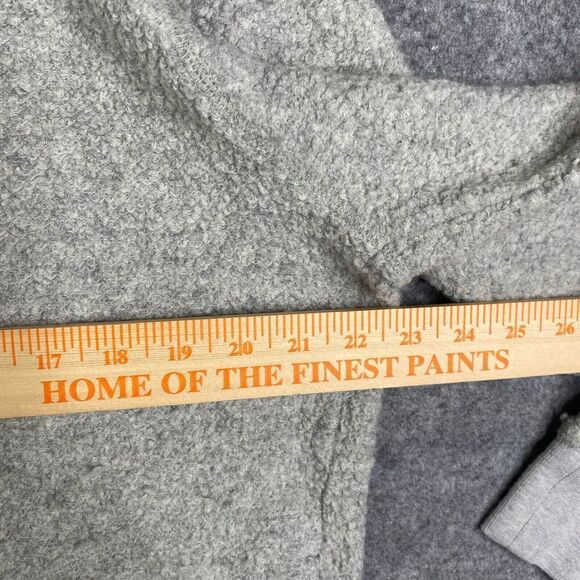 17 18 19 20 21 22 23 24 25 26
HOME OF THE FINEST PAINTS